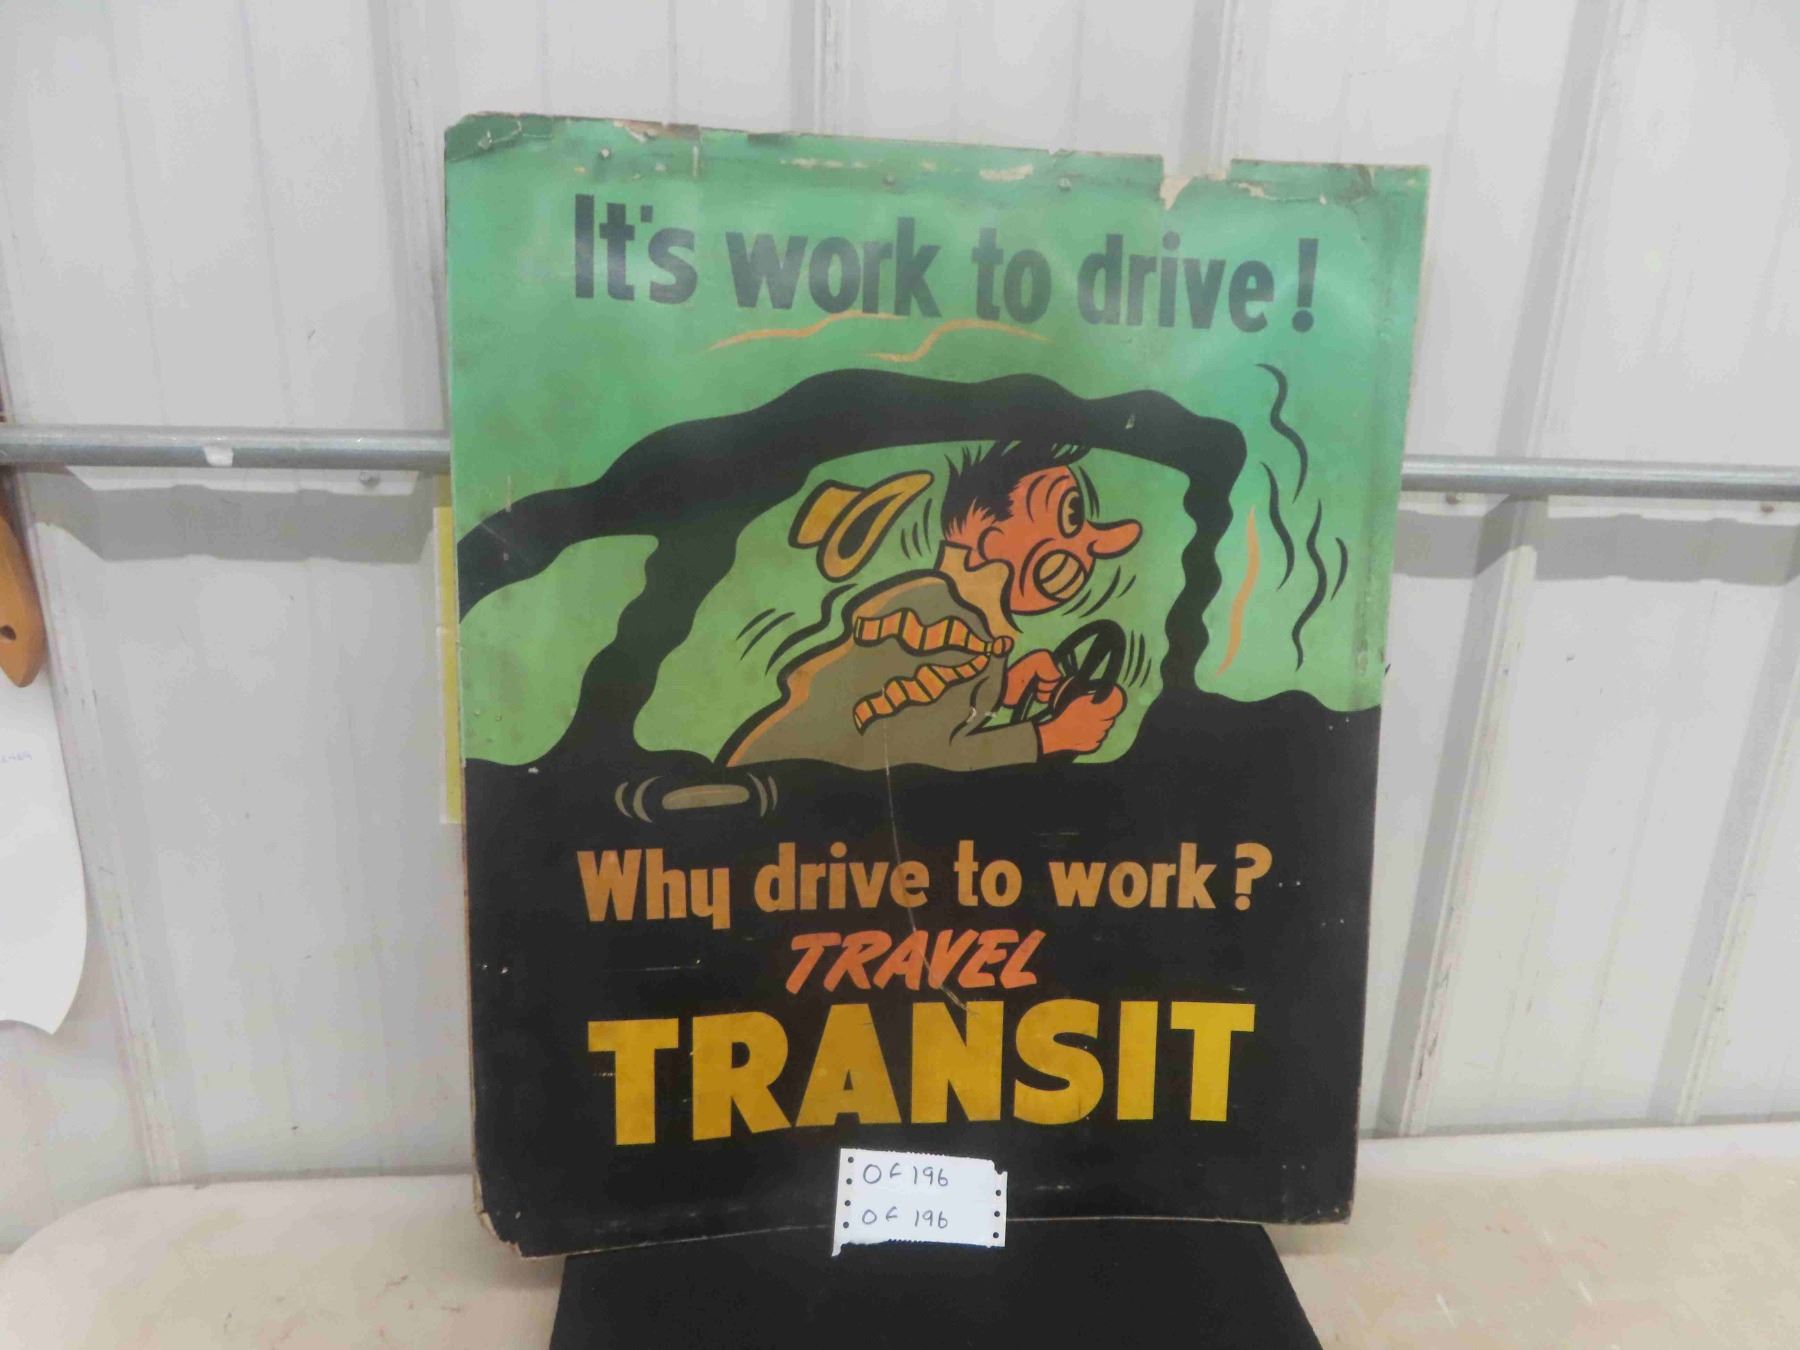 It's work to drive!
Why drive to work?
TRAVEL
TRANSIT
OF 196
OF 196